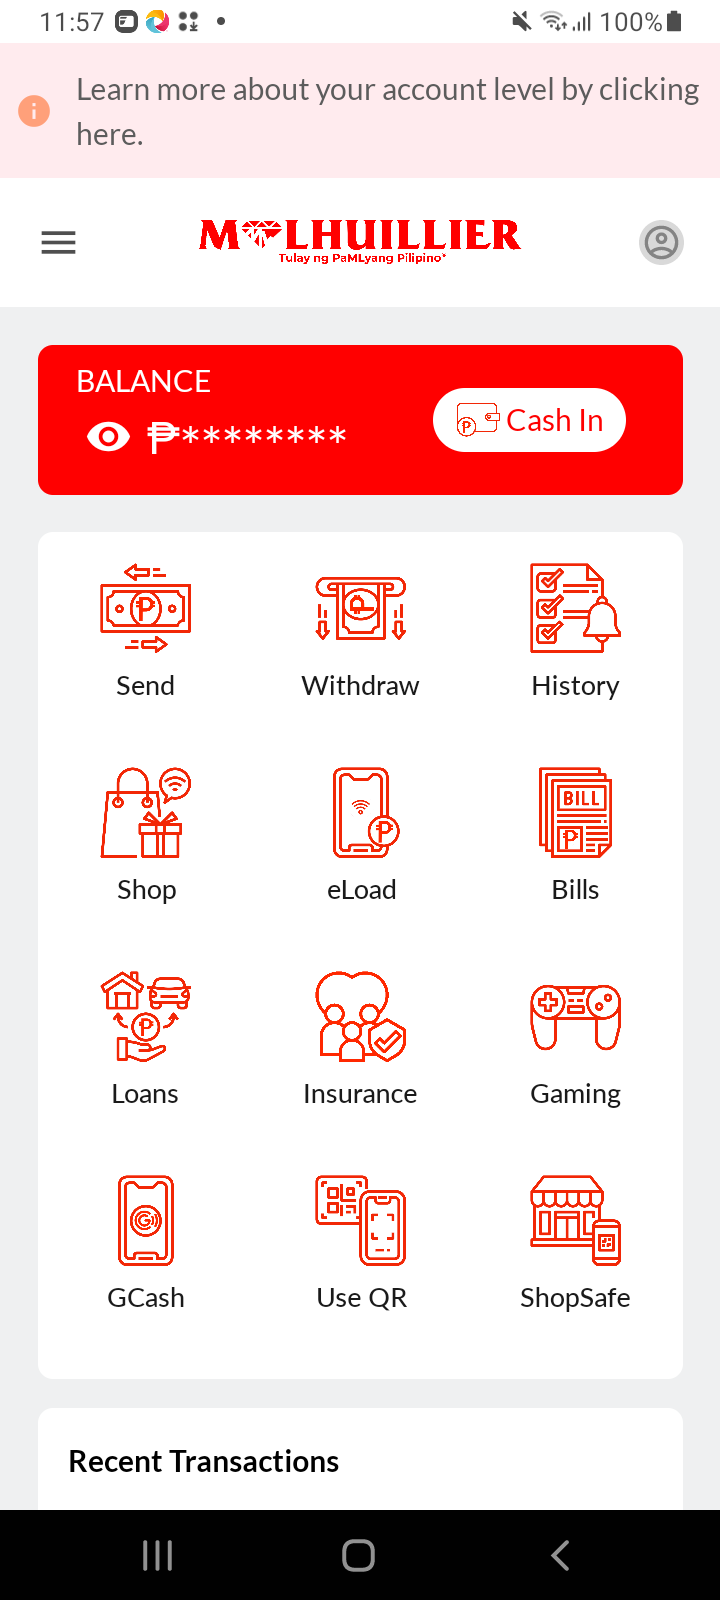 11:57
100%
Learn more about your account level by clicking
here.
M LHUILLIER
Tulay ng PaMLyang Pilipino®
BALANCE
₱********
Cash In
Send
Withdraw
History
Shop
eLoad
BILL
Bills
Loans
Insurance
Gaming
GCash
Use QR
ShopSafe
Recent Transactions